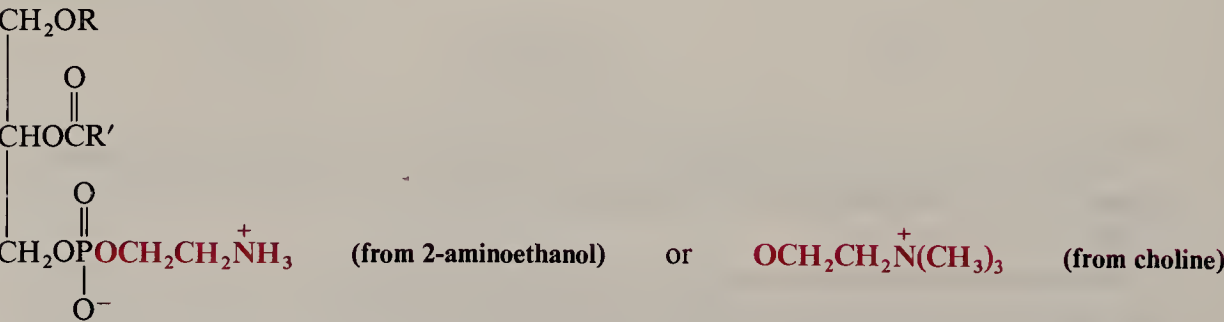 CH₂OR
O
CHOCR′
O
CH₂OPOCH₂CH₂N⁺H₃ (from 2-aminoethanol) or OCH₂CH₂N⁺(CH₃)₃ (from choline)
O⁻